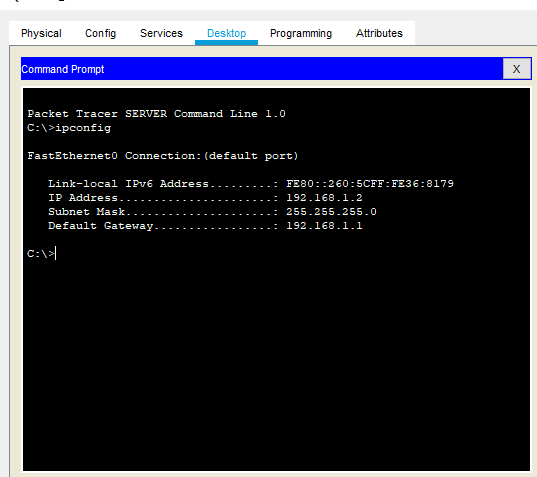 Physical Config Services Desktop Programming Attributes
Command Prompt X
Packet Tracer SERVER Command Line 1.0
C:\>ipconfig
FastEthernet0 Connection:(default port)
Link-local IPv6 Address.........: FE80::260:5CFF:FE36:8179
IP Address......................: 192.168.1.2
Subnet Mask.....................: 255.255.255.0
Default Gateway.................: 192.168.1.1
C:\>